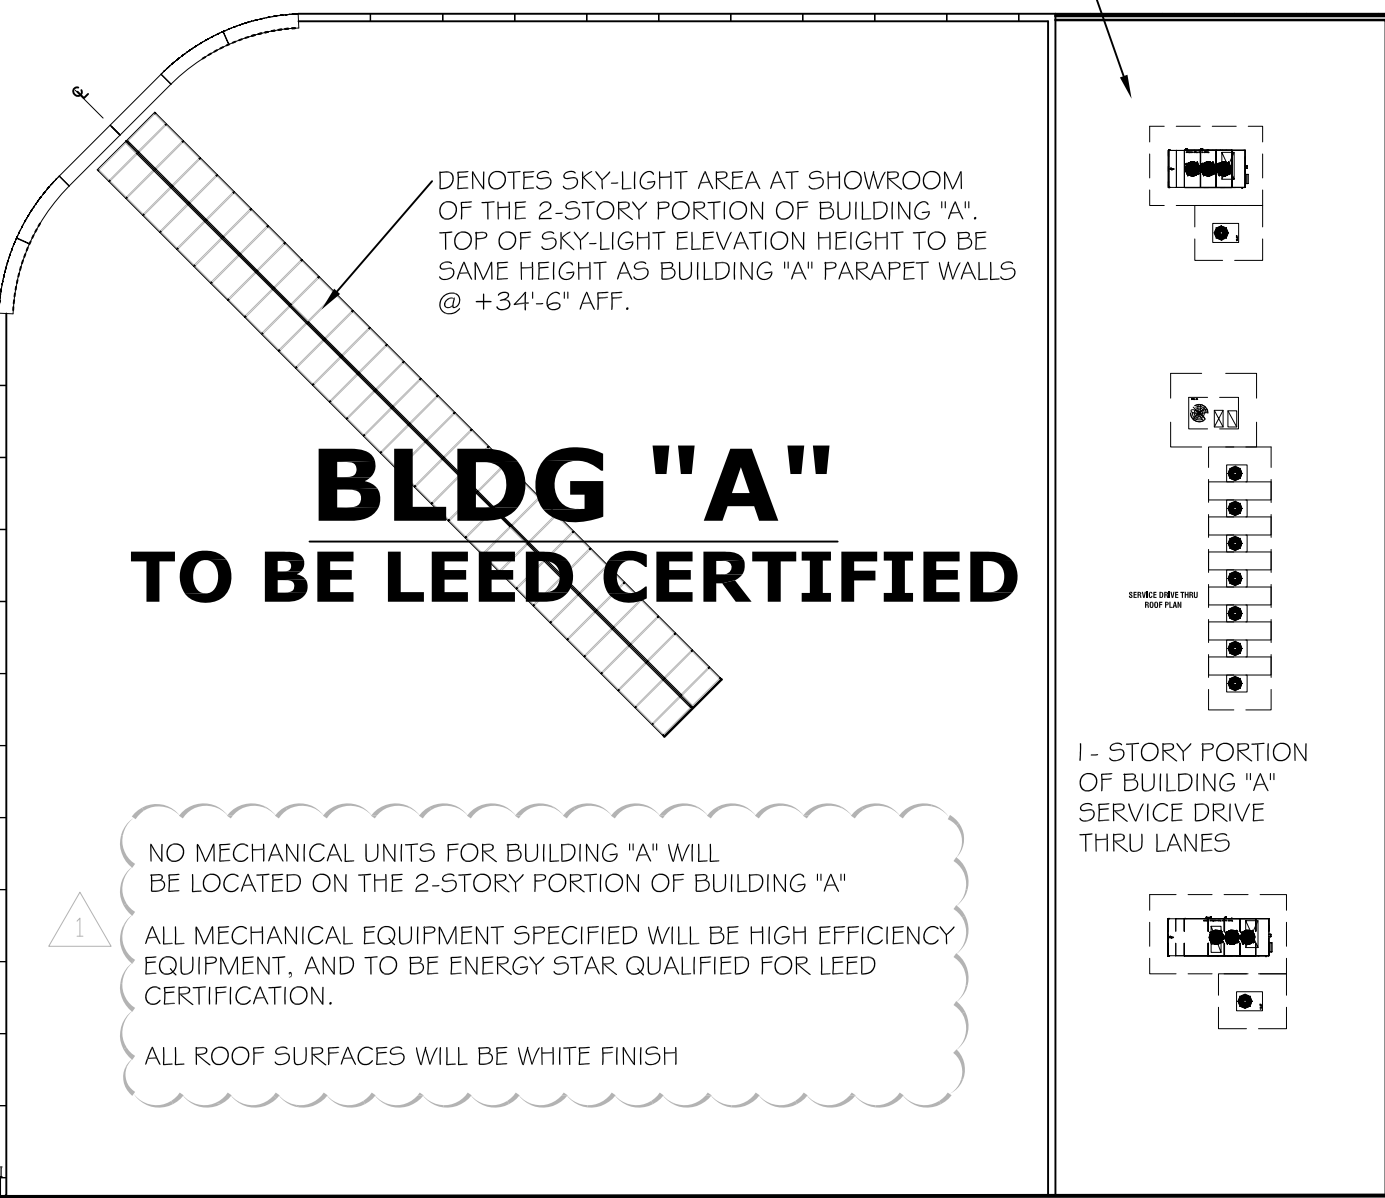 ℄
DENOTES SKY-LIGHT AREA AT SHOWROOM
OF THE 2-STORY PORTION OF BUILDING "A".
TOP OF SKY-LIGHT ELEVATION HEIGHT TO BE
SAME HEIGHT AS BUILDING "A" PARAPET WALLS
@ +34'-6" AFF.
BLDG "A"
TO BE LEED CERTIFIED
SERVICE DRIVE THRU
ROOF PLAN
1 - STORY PORTION
OF BUILDING "A"
SERVICE DRIVE
THRU LANES
NO MECHANICAL UNITS FOR BUILDING "A" WILL
BE LOCATED ON THE 2-STORY PORTION OF BUILDING "A"
1
ALL MECHANICAL EQUIPMENT SPECIFIED WILL BE HIGH EFFICIENCY
EQUIPMENT, AND TO BE ENERGY STAR QUALIFIED FOR LEED
CERTIFICATION.
ALL ROOF SURFACES WILL BE WHITE FINISH